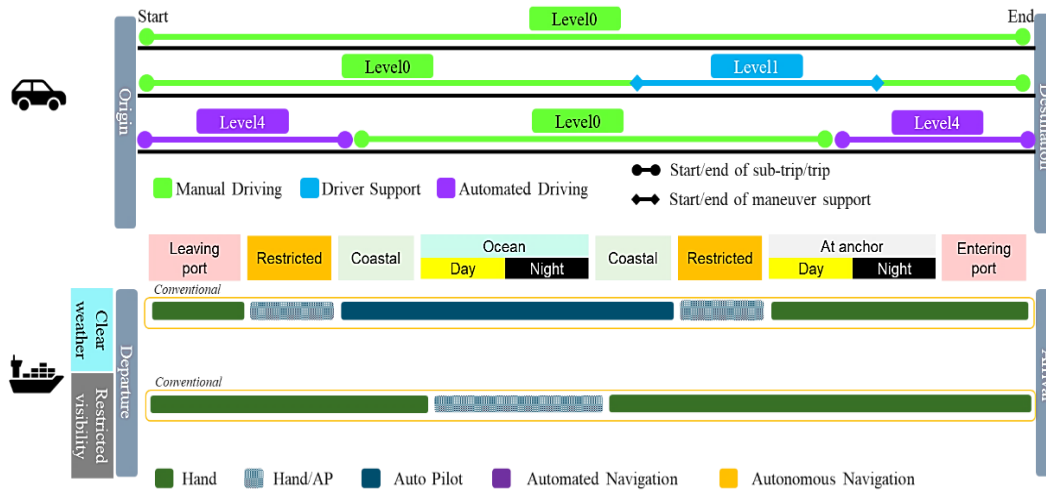 Start
End
Level0
Level0
Level1
Level4
Level0
Level4
Origin
Destination
Manual Driving
Driver Support
Automated Driving
Start/end of sub-trip/trip
Start/end of maneuver support
Leaving
port
Restricted
Coastal
Ocean
Day
Night
Coastal
Restricted
At anchor
Day
Night
Entering
port
Clear
weather
Restricted
visibility
Departure
Arrival
Conventional
Conventional
Hand
Hand/AP
Auto Pilot
Automated Navigation
Autonomous Navigation